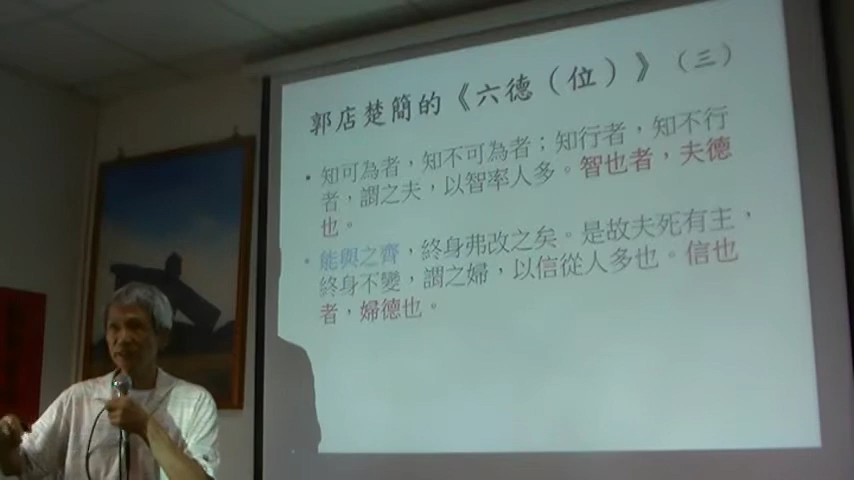 郭店楚簡的《六德（位）》（三）
• 知可為者，知不可為者；知行者，知不行
者，謂之夫，以智率人多。智也者，夫德
也。
• 能與之齊，終身弗改之矣。是故夫死有主，
終身不變，謂之婦，以信從人多也。信也
者，婦德也。